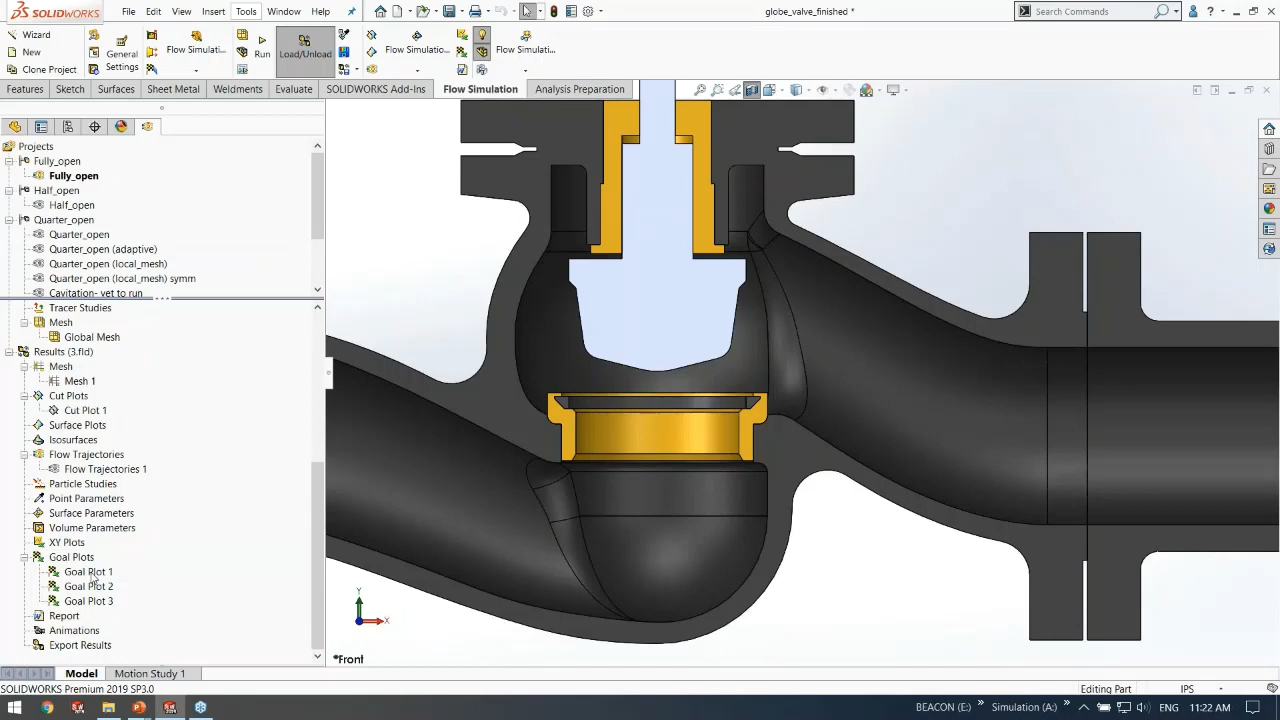 SOLIDWORKS
File Edit View Insert Tools Window Help
globe_valve_finished *
Search Commands
Wizard
New
Clone Project
General Settings
Flow Simulati...
Run
Load/Unload
Flow Simulatio...
Flow Simulati...
Features Sketch Surfaces Sheet Metal Weldments Evaluate SOLIDWORKS Add-Ins Flow Simulation Analysis Preparation
Projects
Fully_open
Fully_open
Half_open
Half_open
Quarter_open
Quarter_open
Quarter_open (adaptive)
Quarter_open (local_mesh)
Quarter_open (local_mesh) symm
Cavitation- yet to run
Tracer Studies
Mesh
Global Mesh
Results (3.fld)
Mesh
Mesh 1
Cut Plots
Cut Plot 1
Surface Plots
Isosurfaces
Flow Trajectories
Flow Trajectories 1
Particle Studies
Point Parameters
Surface Parameters
Volume Parameters
XY Plots
Goal Plots
Goal Plot 1
Goal Plot 2
Goal Plot 3
Report
Animations
Export Results
Y
X
*Front
Model Motion Study 1
SOLIDWORKS Premium 2019 SP3.0
Editing Part
IPS
BEACON (E:) » Simulation (A:) » ENG 11:22 AM